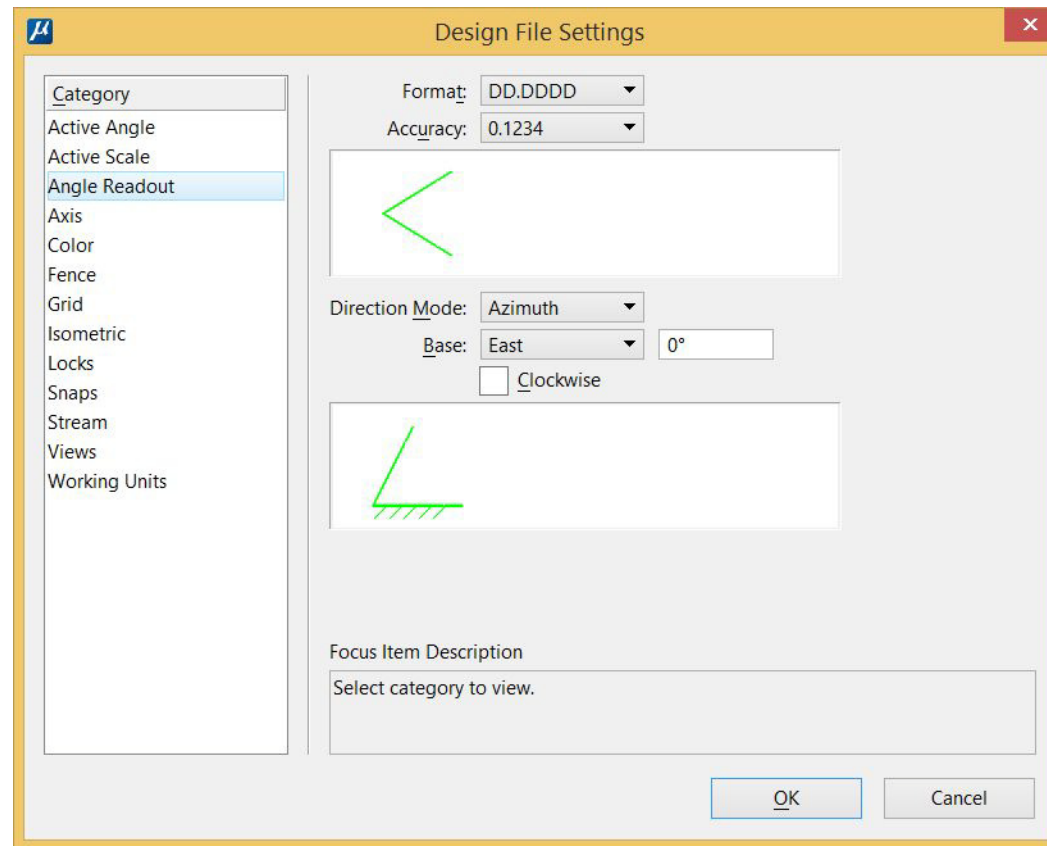 µ
Design File Settings
Category
Active Angle
Active Scale
Angle Readout
Axis
Color
Fence
Grid
Isometric
Locks
Snaps
Stream
Views
Working Units
Format: DD.DDDD
Accuracy: 0.1234
Direction Mode: Azimuth
Base: East 0°
Clockwise
Focus Item Description
Select category to view.
OK Cancel